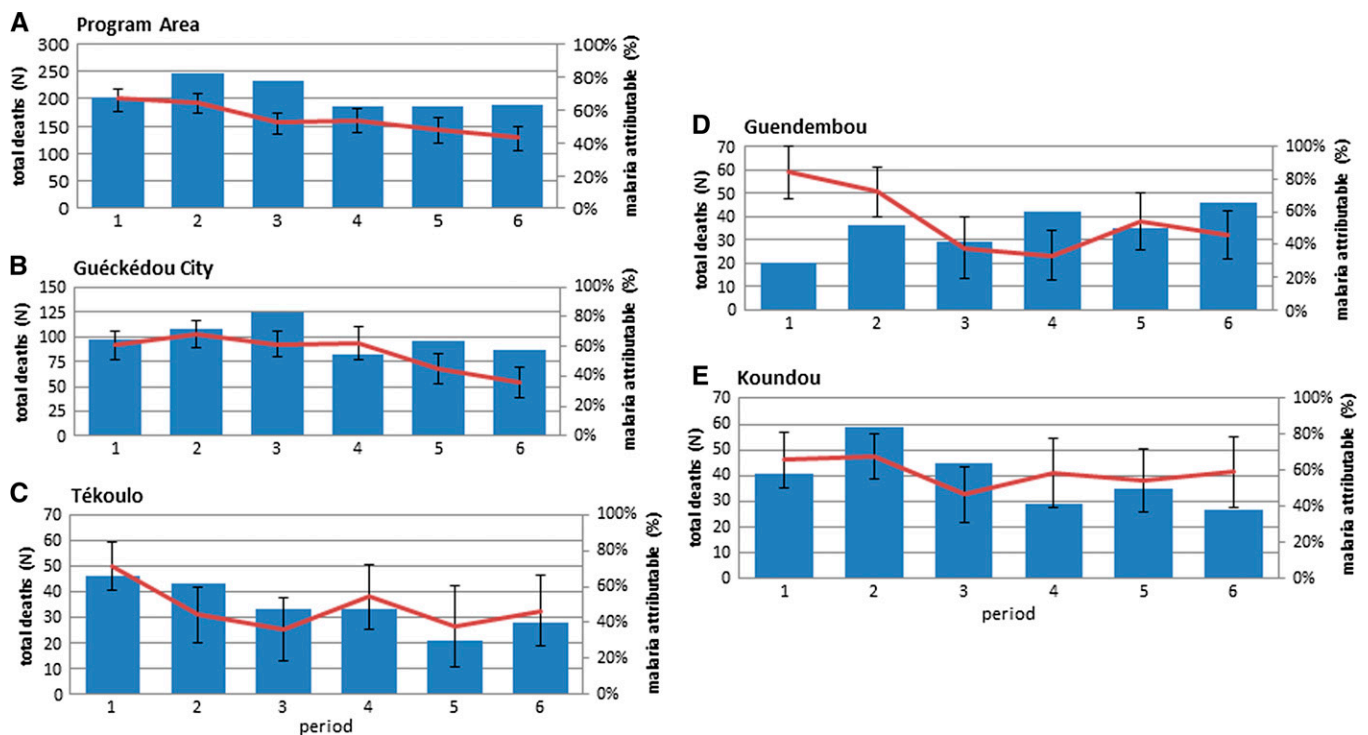 A
Program Area
total deaths (N)
300
250
200
150
100
50
0
100%
80%
60%
40%
20%
0%
malaria attributable (%)
1 2 3 4 5 6
B
Guéckédou City
total deaths (N)
150
125
100
75
50
25
0
100%
80%
60%
40%
20%
0%
malaria attributable (%)
1 2 3 4 5 6
C
Tékoulo
total deaths (N)
70
60
50
40
30
20
10
0
100%
80%
60%
40%
20%
0%
malaria attributable (%)
1 2 3 4 5 6
period
D
Guendembou
total deaths (N)
70
60
50
40
30
20
10
0
100%
80%
60%
40%
20%
0%
malaria attributable (%)
1 2 3 4 5 6
E
Koundou
total deaths (N)
70
60
50
40
30
20
10
0
100%
80%
60%
40%
20%
0%
malaria attributable (%)
1 2 3 4 5 6
period